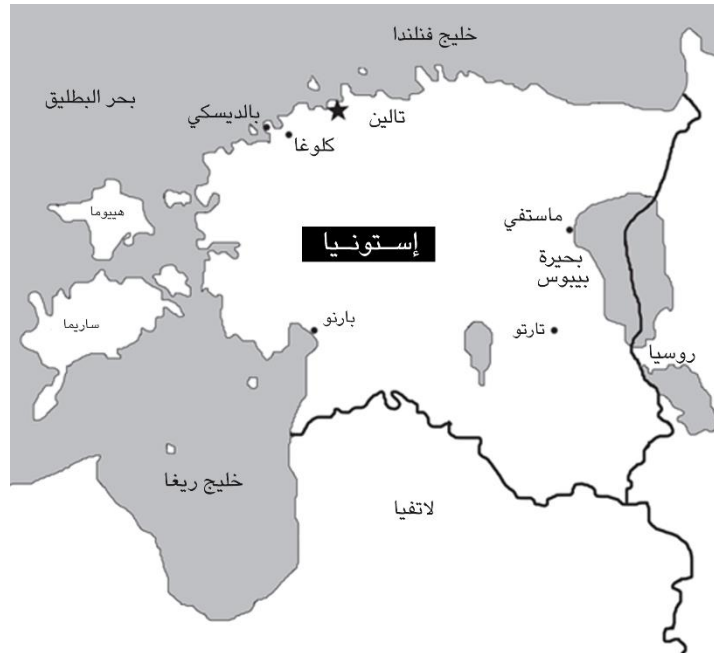 خليج فنلندا
بحر البطليق
بالديسكي
تالين
كلوغا
هييوما
ماستفي
إستونيا
بحيرة
بيبوس
ساريما
بارنو
تارتو
روسيا
خليج ريغا
لاتفيا